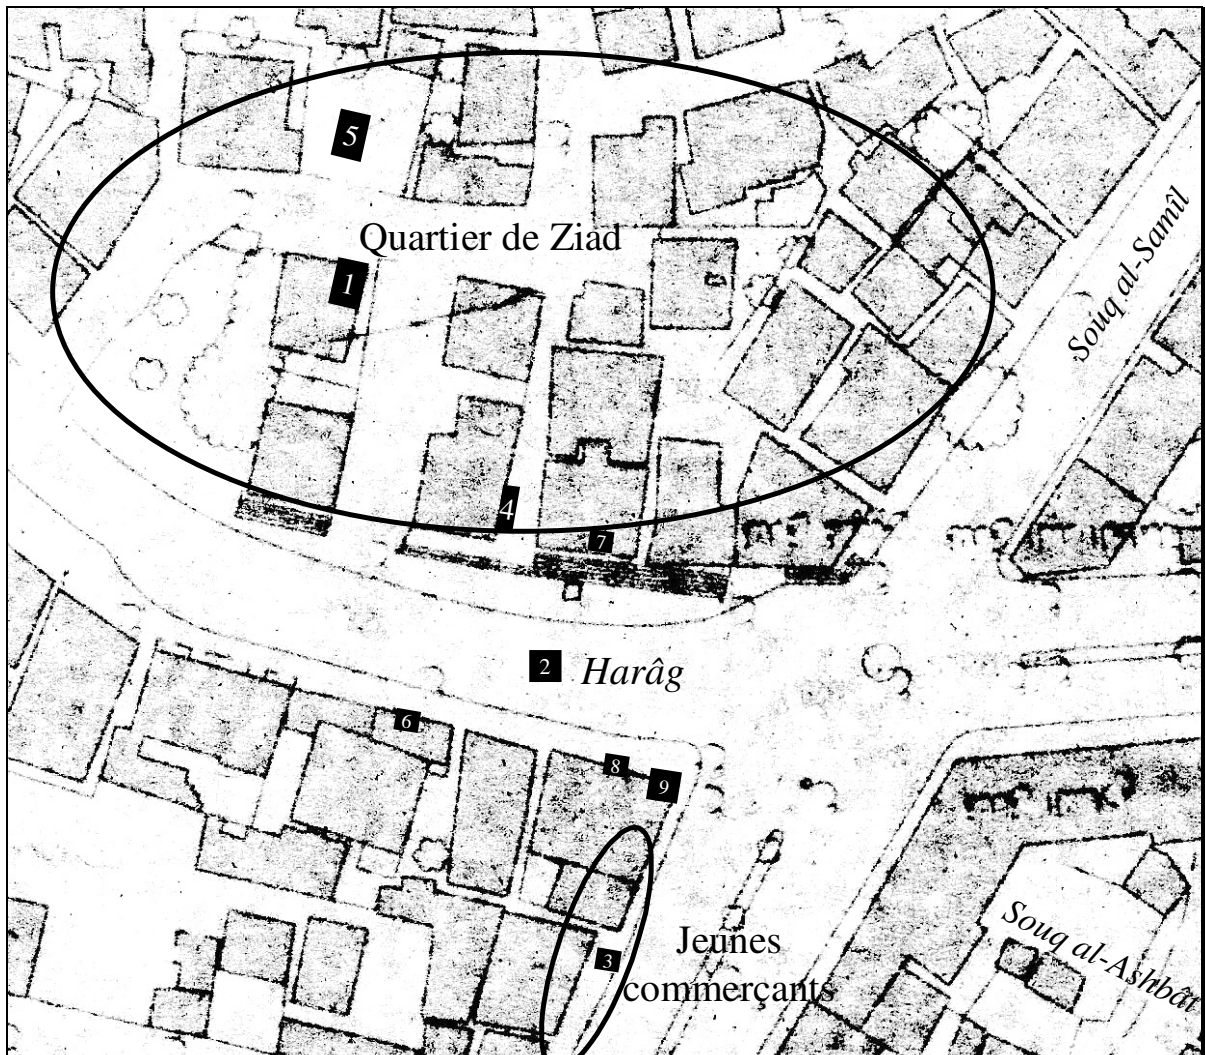 5
Quartier de Ziad
1
Souq al-Samîl
4
7
2 Harâg
6
8
9
Jeunes
commerçants
3
Souq al-Ashbât